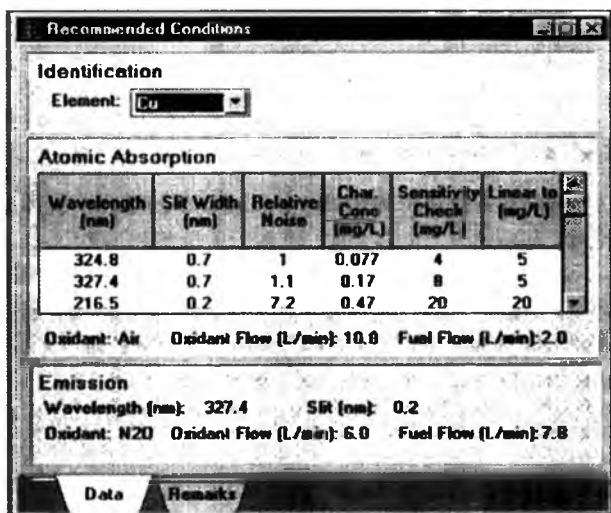 Recommended Conditions
Identification
Element: Cu
Atomic Absorption
Wavelength (nm) Slit Width (nm) Relative Noise Char. Conc (mg/L) Sensitivity Check (mg/L) Linear to (mg/L)
324.8 0.7 1 0.077 4 5
327.4 0.7 1.1 0.17 8 5
216.5 0.2 7.2 0.47 20 20
Oxidant: Air Oxidant Flow (L/min): 10.0 Fuel Flow (L/min): 2.0
Emission
Wavelength (nm): 327.4 Slit (nm): 0.2
Oxidant: N2O Oxidant Flow (L/min): 6.0 Fuel Flow (L/min): 7.8
Data Remarks